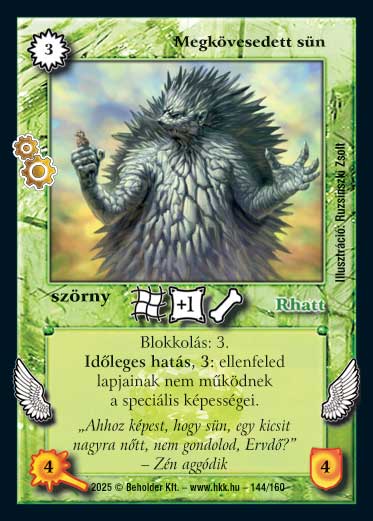 3
Megkövesedett sün
Illusztráció: Ruzsinszki Zsolt
szörny
+1
Rhatt
Blokkolás: 3.
Időleges hatás, 3: ellenfeled
lapjainak nem működnek
a speciális képességei.
„Ahhoz képest, hogy sün, egy kicsit
nagyra nőtt, nem gondolod, Ervdő?”
– Zén aggódik
4
4
2025 © Beholder Kft. – www.hkk.hu – 144/160